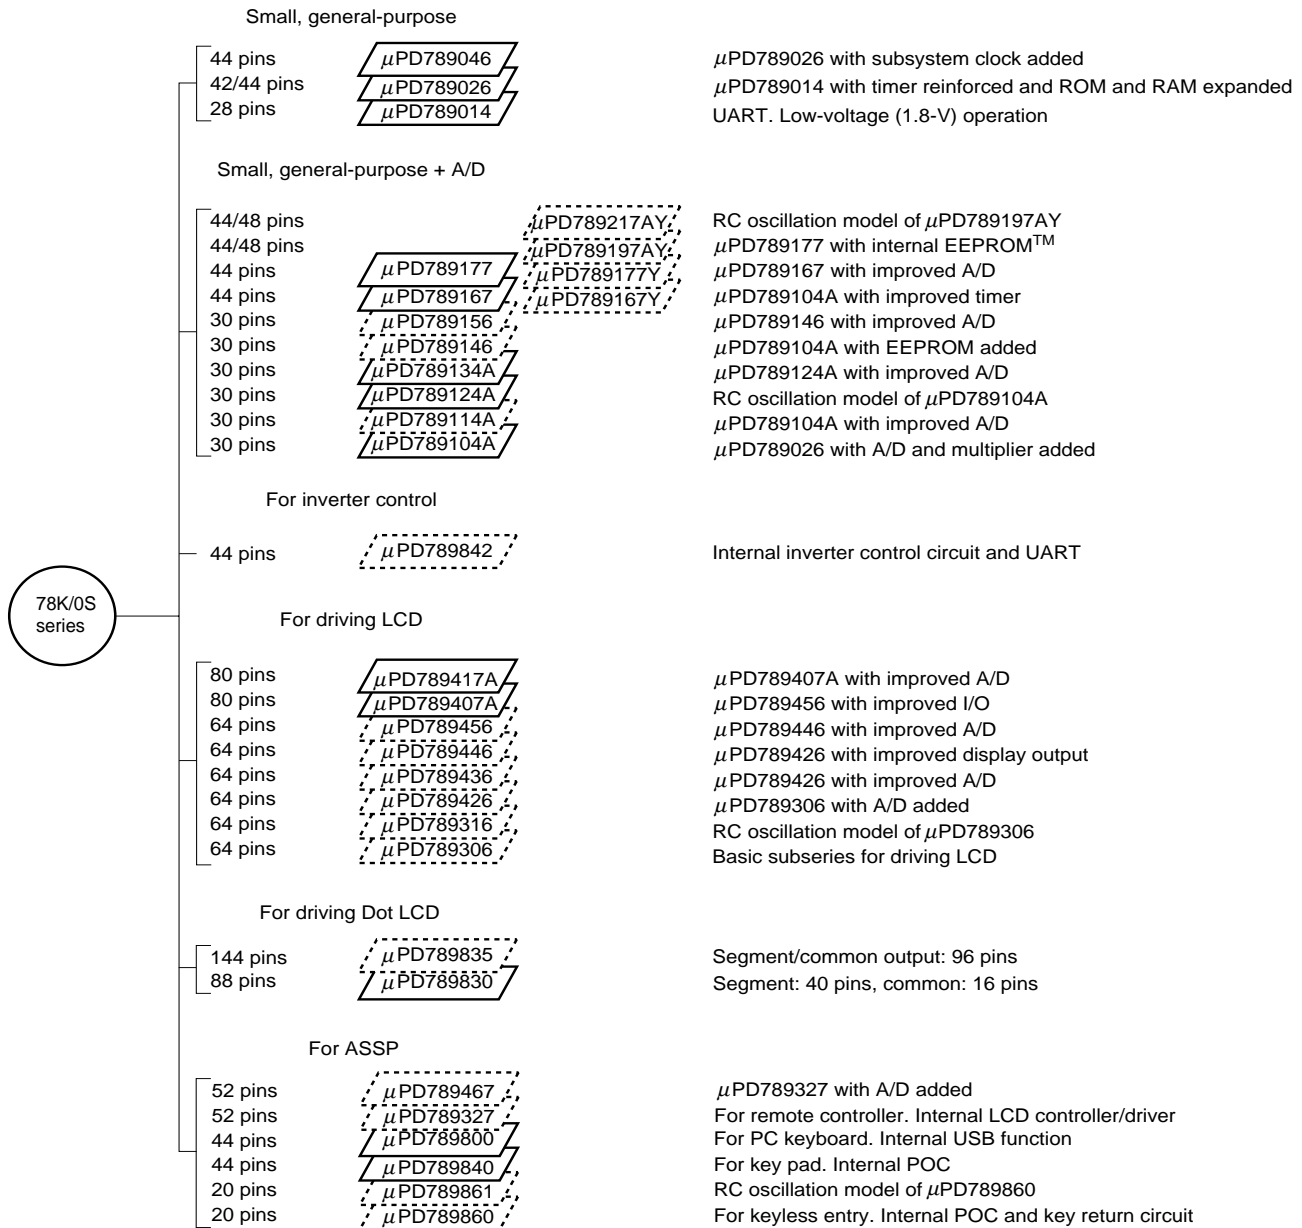 Small, general-purpose
44 pins μPD789046 μPD789026 with subsystem clock added
42/44 pins μPD789026 μPD789014 with timer reinforced and ROM and RAM expanded
28 pins μPD789014 UART. Low-voltage (1.8-V) operation
Small, general-purpose + A/D
44/48 pins μPD789217AY RC oscillation model of μPD789197AY
44/48 pins μPD789197AY μPD789177 with internal EEPROM™
44 pins μPD789177 μPD789177Y μPD789167 with improved A/D
44 pins μPD789167 μPD789167Y μPD789104A with improved timer
30 pins μPD789156 μPD789146 with improved A/D
30 pins μPD789146 μPD789104A with EEPROM added
30 pins μPD789134A μPD789124A with improved A/D
30 pins μPD789124A RC oscillation model of μPD789104A
30 pins μPD789114A μPD789104A with improved A/D
30 pins μPD789104A μPD789026 with A/D and multiplier added
For inverter control
44 pins μPD789842 Internal inverter control circuit and UART
78K/0S
series
For driving LCD
80 pins μPD789417A μPD789407A with improved A/D
80 pins μPD789407A μPD789456 with improved I/O
64 pins μPD789456 μPD789446 with improved A/D
64 pins μPD789446 μPD789426 with improved display output
64 pins μPD789436 μPD789426 with improved A/D
64 pins μPD789426 μPD789306 with A/D added
64 pins μPD789316 RC oscillation model of μPD789306
64 pins μPD789306 Basic subseries for driving LCD
For driving Dot LCD
144 pins μPD789835 Segment/common output: 96 pins
88 pins μPD789830 Segment: 40 pins, common: 16 pins
For ASSP
52 pins μPD789467 μPD789327 with A/D added
52 pins μPD789327 For remote controller. Internal LCD controller/driver
44 pins μPD789800 For PC keyboard. Internal USB function
44 pins μPD789840 For key pad. Internal POC
20 pins μPD789861 RC oscillation model of μPD789860
20 pins μPD789860 For keyless entry. Internal POC and key return circuit